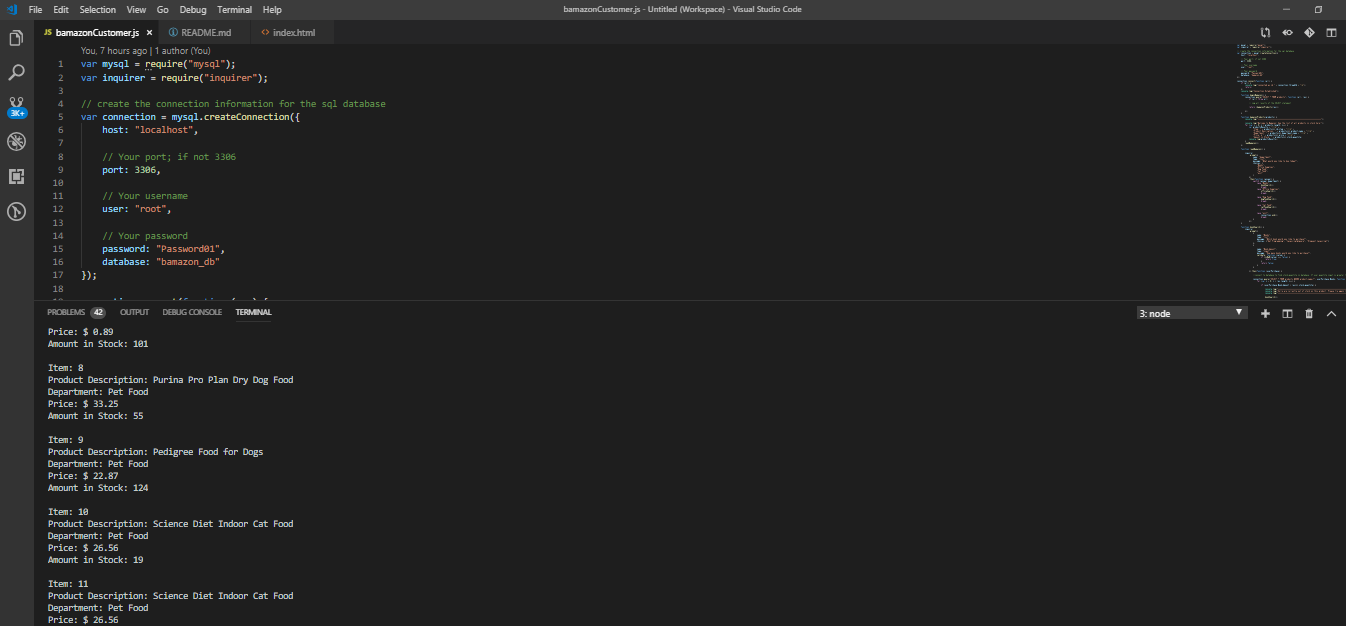 File Edit Selection View Go Debug Terminal Help
bamazonCustomer.js - Untitled (Workspace) - Visual Studio Code
JS bamazonCustomer.js × README.md <> index.html
You, 7 hours ago | 1 author (You)
1 var mysql = require("mysql");
2 var inquirer = require("inquirer");
3
4 // create the connection information for the sql database
5 var connection = mysql.createConnection({
6 host: "localhost",
7
8 // Your port; if not 3306
9 port: 3306,
10
11 // Your username
12 user: "root",
13
14 // Your password
15 password: "Password01",
16 database: "bamazon_db"
17 });
18
3K+
PROBLEMS 42 OUTPUT DEBUG CONSOLE TERMINAL
3: node
Price: $ 0.89
Amount in Stock: 101
Item: 8
Product Description: Purina Pro Plan Dry Dog Food
Department: Pet Food
Price: $ 33.25
Amount in Stock: 55
Item: 9
Product Description: Pedigree Food for Dogs
Department: Pet Food
Price: $ 22.87
Amount in Stock: 124
Item: 10
Product Description: Science Diet Indoor Cat Food
Department: Pet Food
Price: $ 26.56
Amount in Stock: 19
Item: 11
Product Description: Science Diet Indoor Cat Food
Department: Pet Food
Price: $ 26.56